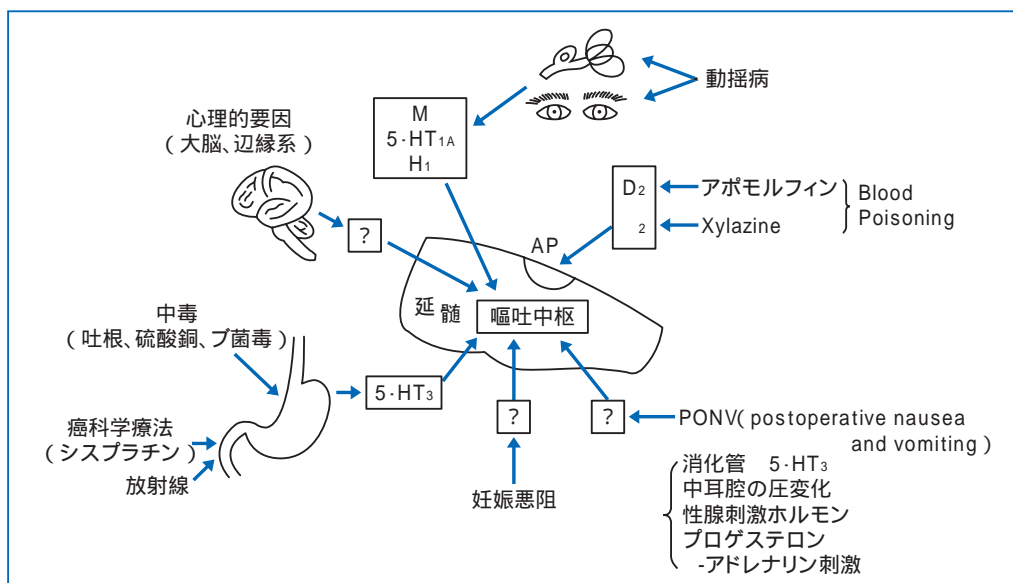 動揺病
M
5・HT1A
H1
心理的要因
(大脳、辺縁系)
?
D2
アポモルフィン
2
Xylazine
Blood
Poisoning
AP
延髄
嘔吐中枢
中毒
(吐根、硫酸銅、ブ菌毒)
5・HT3
癌科学療法
(シスプラチン)
放射線
?
妊娠悪阻
?
PONV(postoperative nausea
and vomiting)
消化管 5・HT3
中耳腔の圧変化
性腺刺激ホルモン
プロゲステロン
-アドレナリン刺激